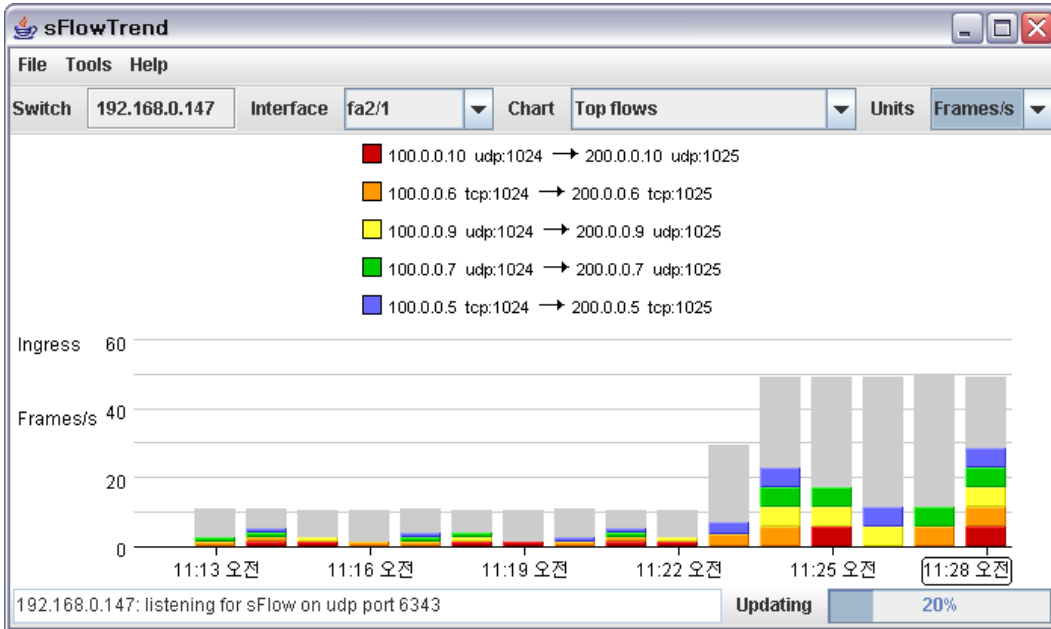 sFlowTrend
File Tools Help
Switch 192.168.0.147 Interface fa2/1 Chart Top flows Units Frames/s
100.0.0.10 udp:1024 → 200.0.0.10 udp:1025
100.0.0.6 tcp:1024 → 200.0.0.6 tcp:1025
100.0.0.9 udp:1024 → 200.0.0.9 udp:1025
100.0.0.7 udp:1024 → 200.0.0.7 udp:1025
100.0.0.5 tcp:1024 → 200.0.0.5 tcp:1025
Ingress 60
Frames/s 40
20
0
11:13 오전 11:16 오전 11:19 오전 11:22 오전 11:25 오전 11:28 오전
192.168.0.147: listening for sFlow on udp port 6343 Updating 20%